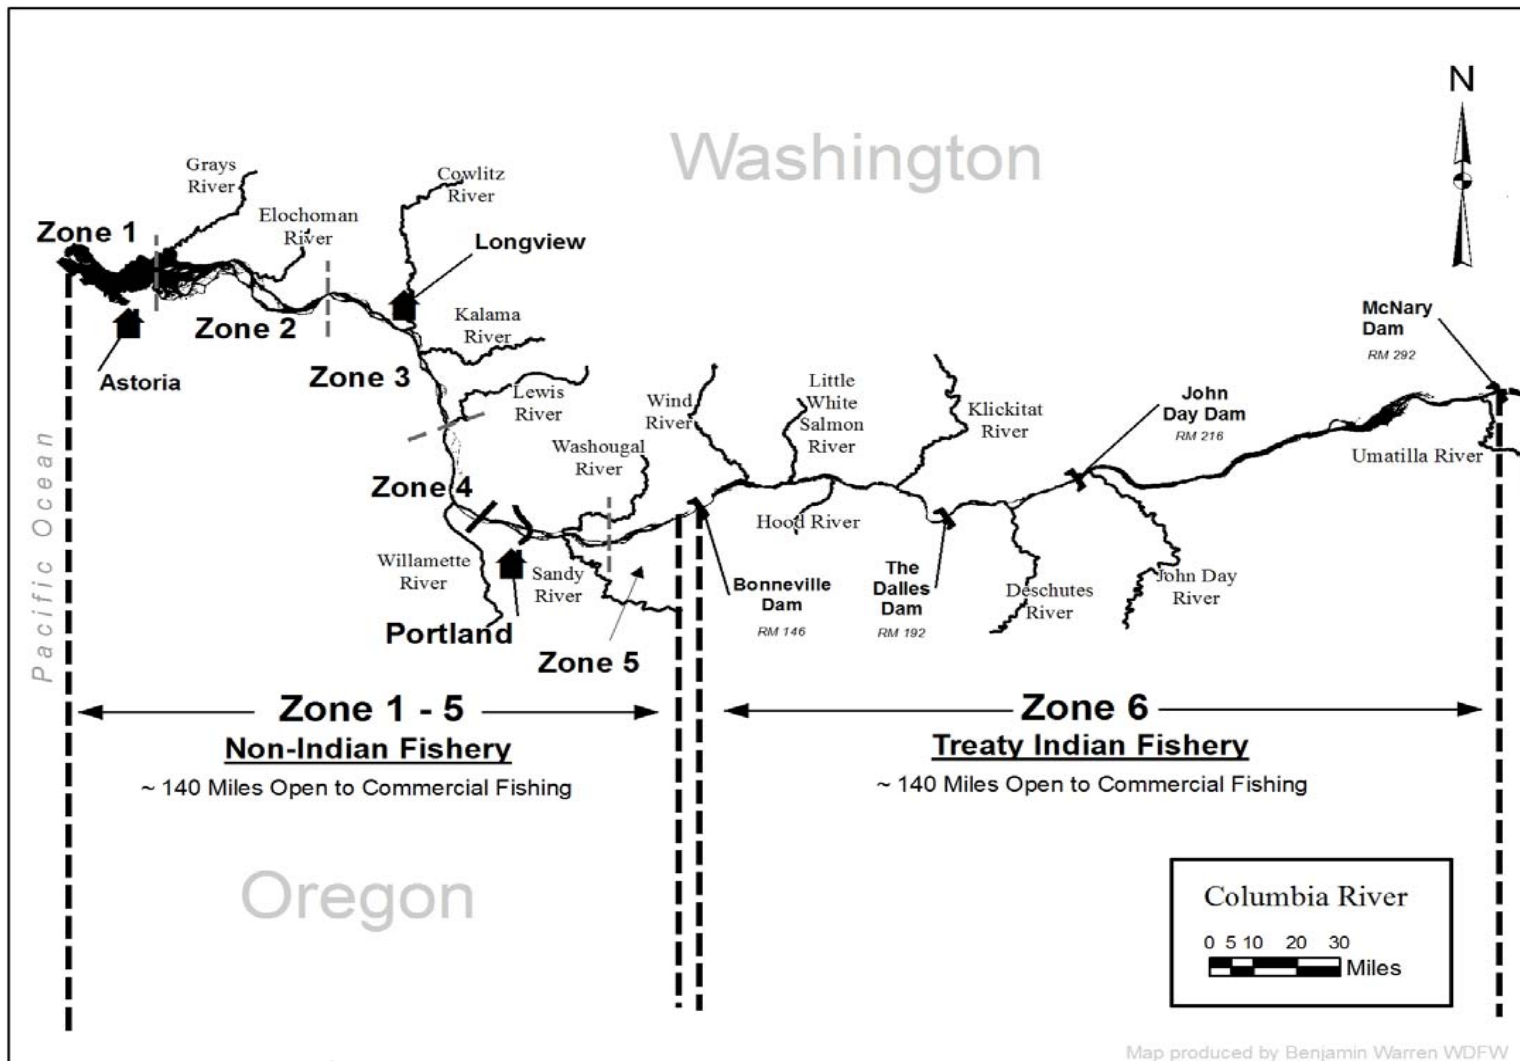 N
Washington
Grays
River
Cowlitz
River
Elochoman
River
Zone 1
Longview
Zone 2
Astoria
Kalama
River
Zone 3
Lewis
River
Wind
River
Little
White
Salmon
River
Klickitat
River
McNary
Dam
RM 292
John
Day Dam
RM 216
Umatilla River
Washougal
River
Zone 4
Pacific Ocean
Hood River
Willamette
River
Sandy
River
Portland
Zone 5
Bonneville
Dam
RM 146
The
Dalles
Dam
RM 192
Deschutes
River
John Day
River
Zone 1 - 5
Non-Indian Fishery
~ 140 Miles Open to Commercial Fishing
Zone 6
Treaty Indian Fishery
~ 140 Miles Open to Commercial Fishing
Oregon
Columbia River
0 5 10 20 30
Miles
Map produced by Benjamin Warren WDFW